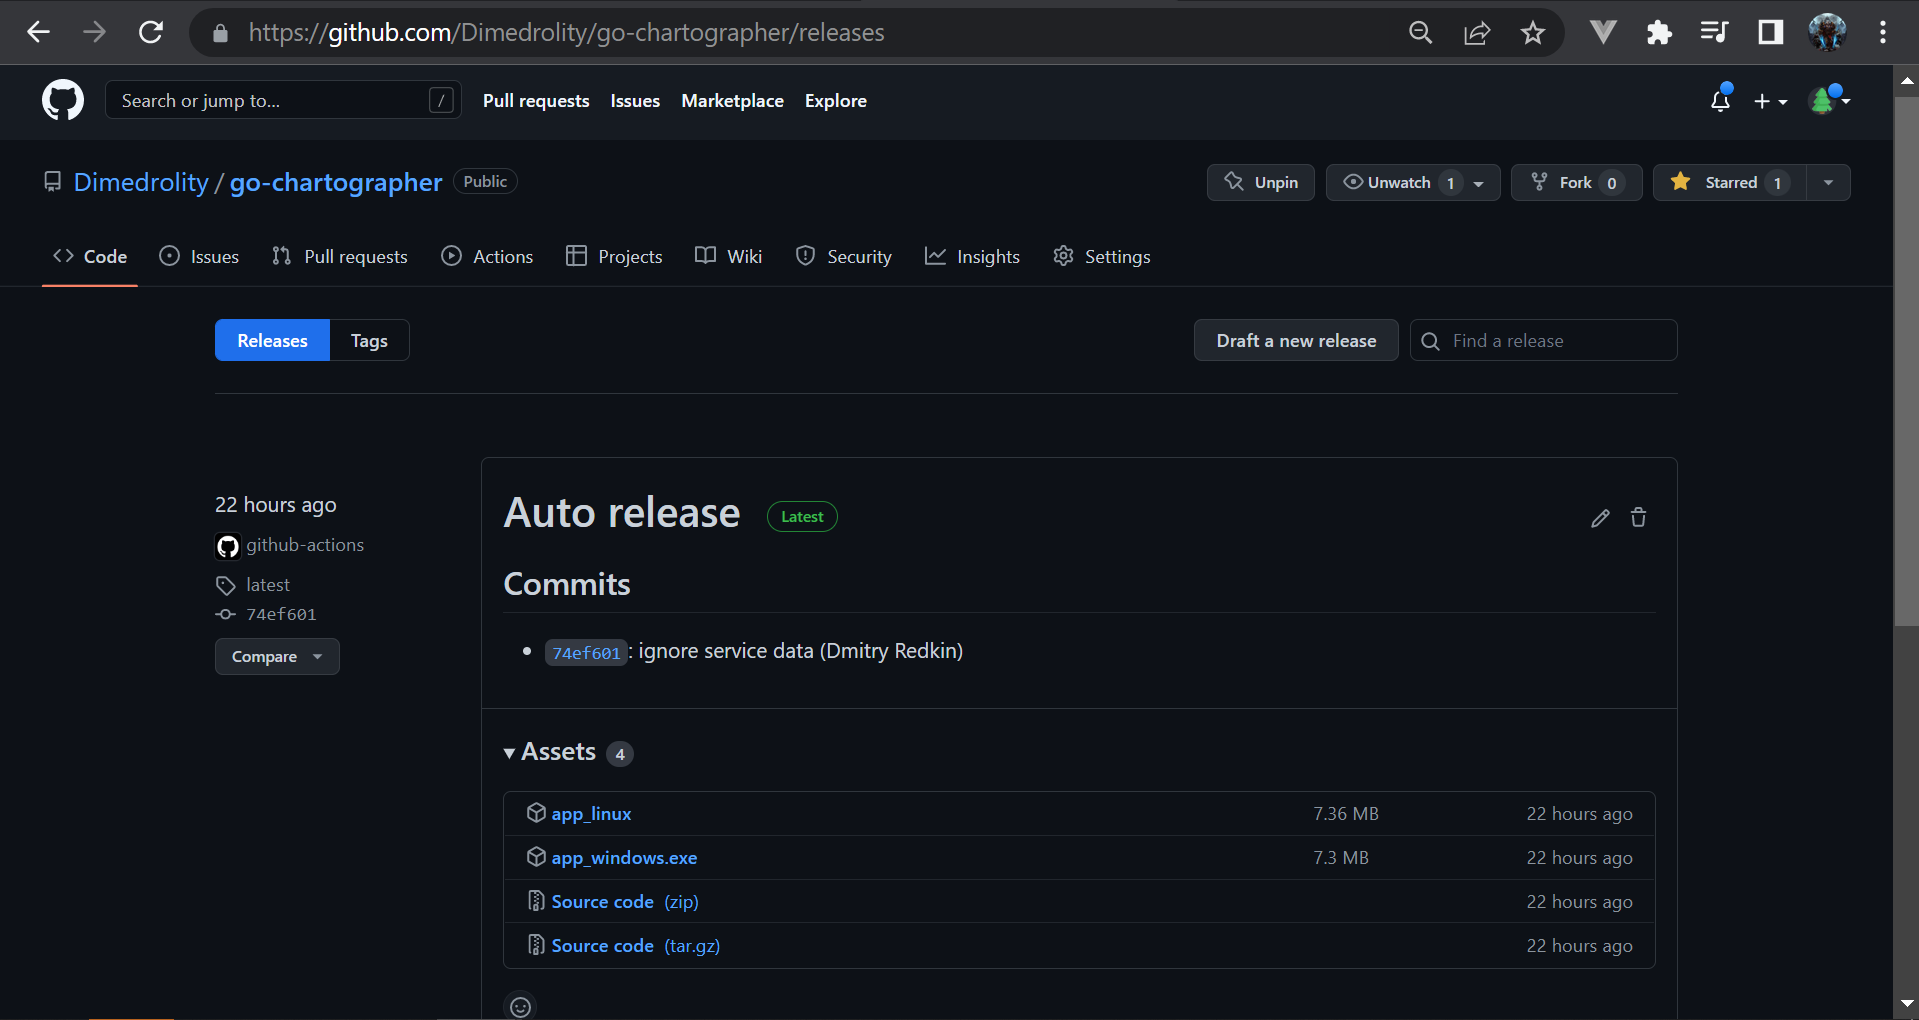 https://github.com/Dimedrolity/go-chartographer/releases
Search or jump to... /
Pull requests Issues Marketplace Explore
Dimedrolity / go-chartographer Public
Unpin Unwatch 1 Fork 0 Starred 1
Code Issues Pull requests Actions Projects Wiki Security Insights Settings
Releases Tags
Draft a new release Find a release
22 hours ago
github-actions
latest
74ef601
Compare
Auto release Latest
Commits
• 74ef601: ignore service data (Dmitry Redkin)
Assets 4
app_linux 7.36 MB 22 hours ago
app_windows.exe 7.3 MB 22 hours ago
Source code (zip) 22 hours ago
Source code (tar.gz) 22 hours ago